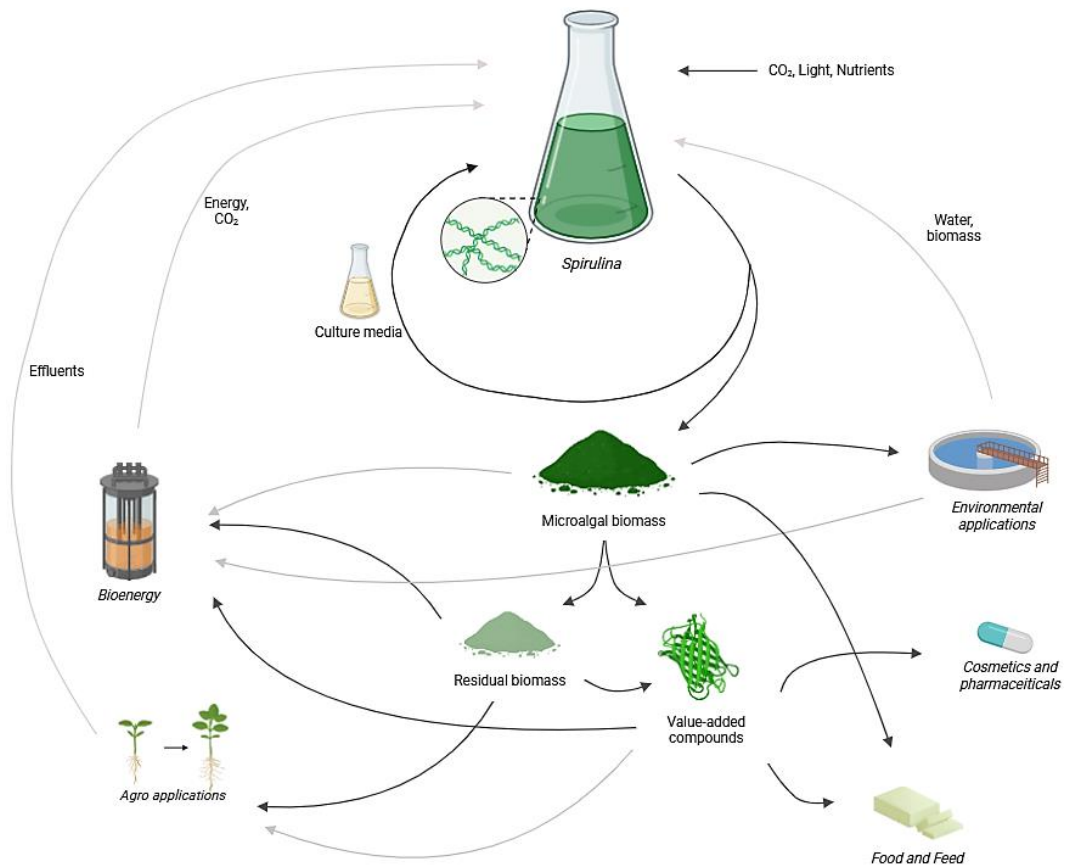 CO₂, Light, Nutrients
Energy,
CO₂
Water,
biomass
Spirulina
Culture media
Effluents
Microalgal biomass
Environmental
applications
Bioenergy
Residual biomass
Value-added
compounds
Cosmetics and
pharmaceiticals
Agro applications
Food and Feed